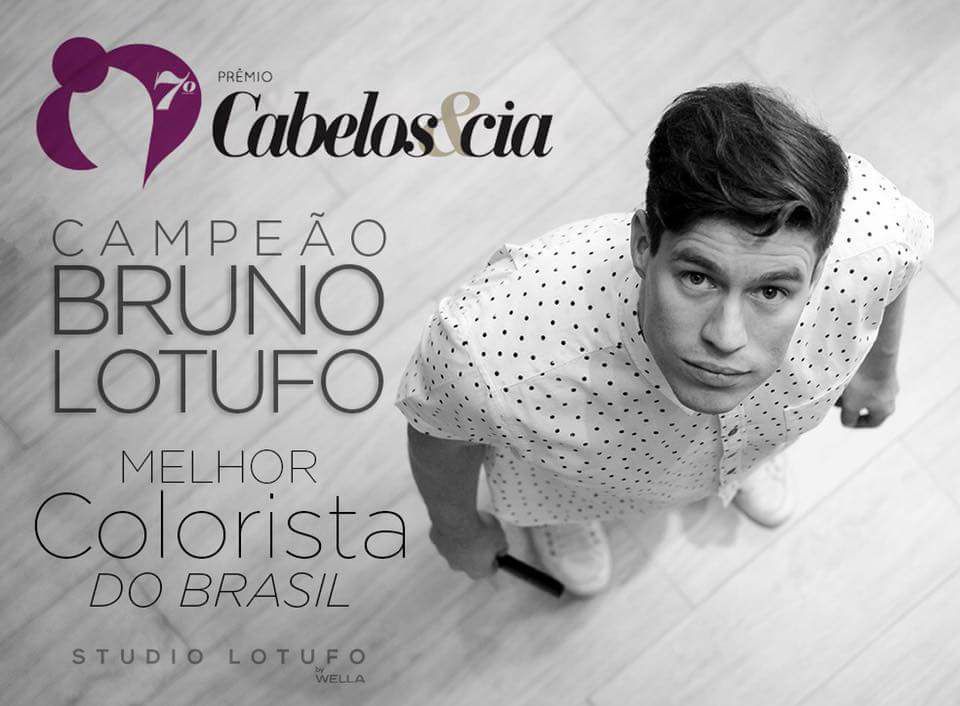 7º
PRÊMIO
Cabelos&cia
CAMPEÃO
BRUNO
LOTUFO
MELHOR
Colorista
DO BRASIL
STUDIO LOTUFO
by
WELLA